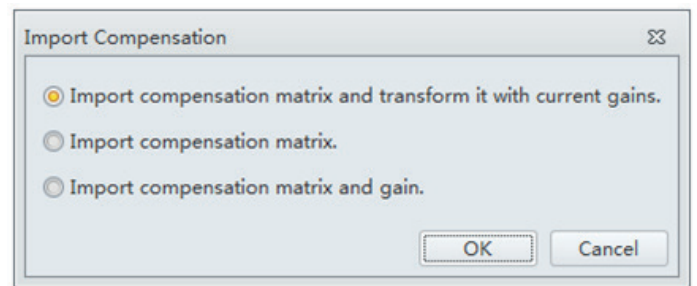 Import Compensation
Import compensation matrix and transform it with current gains.
Import compensation matrix.
Import compensation matrix and gain.
OK Cancel